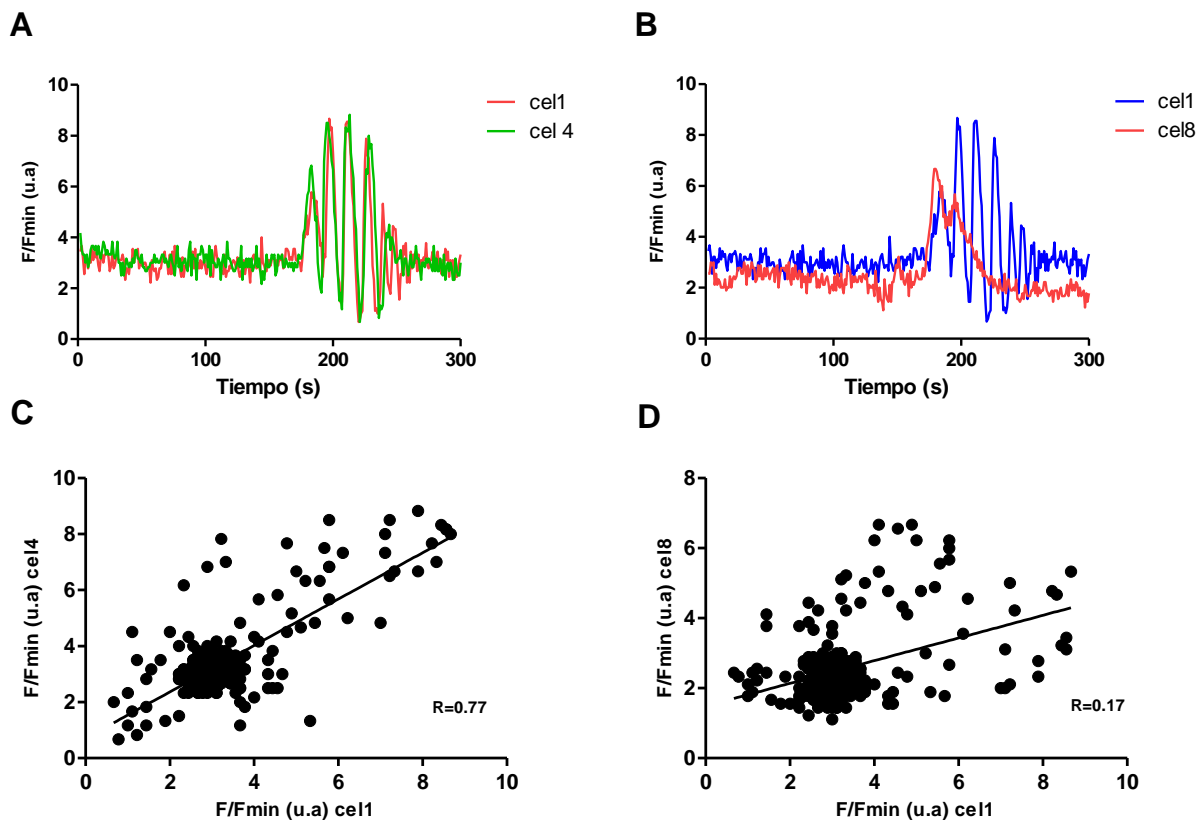 A
F/Fmin (u.a)
10
8
6
4
2
0
0 100 200 300
Tiempo (s)
cel1
cel 4
B
F/Fmin (u.a)
10
8
6
4
2
0
0 100 200 300
Tiempo (s)
cel1
cel8
C
F/Fmin (u.a) cel4
10
8
6
4
2
0
0 2 4 6 8 10
F/Fmin (u.a) cel1
R=0.77
D
F/Fmin (u.a) cel8
8
6
4
2
0
0 2 4 6 8 10
F/Fmin (u.a) cel1
R=0.17